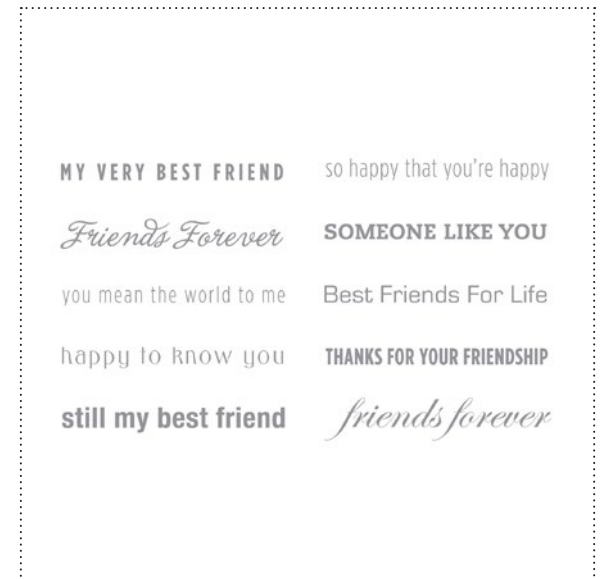 MY VERY BEST FRIEND
Friends Forever
you mean the world to me
happy to know you
still my best friend
so happy that you're happy
SOMEONE LIKE YOU
Best Friends For Life
THANKS FOR YOUR FRIENDSHIP
friends forever